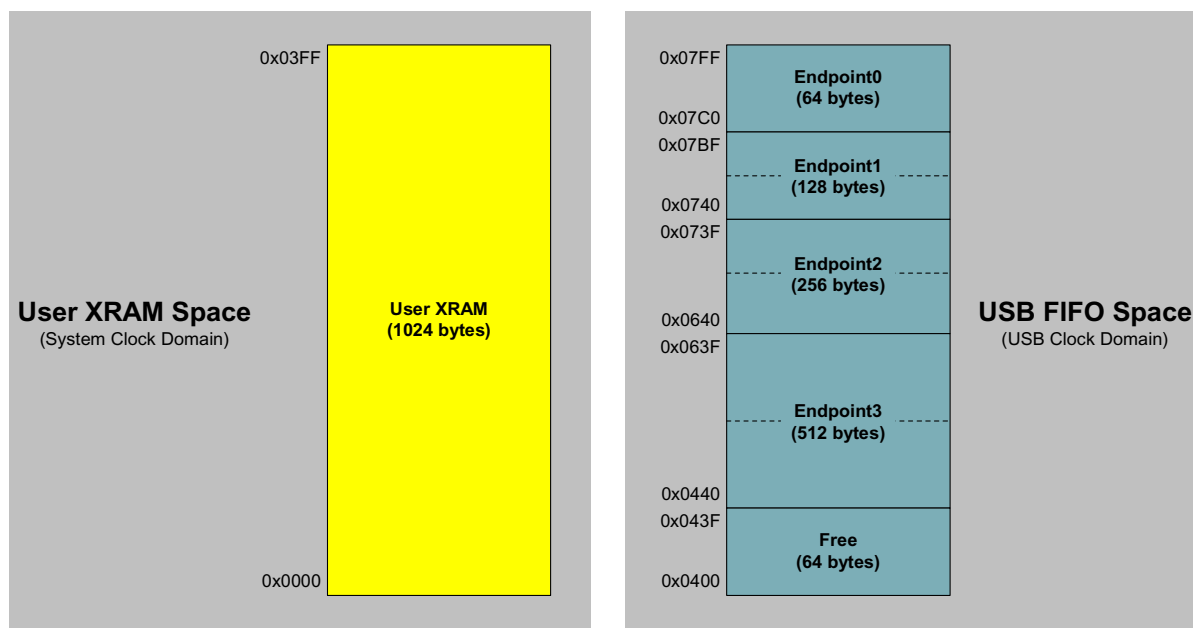 0x03FF
User XRAM Space
(System Clock Domain)
User XRAM
(1024 bytes)
0x0000
0x07FF
Endpoint0
(64 bytes)
0x07C0
0x07BF
Endpoint1
(128 bytes)
0x0740
0x073F
Endpoint2
(256 bytes)
0x0640
0x063F
USB FIFO Space
(USB Clock Domain)
Endpoint3
(512 bytes)
0x0440
0x043F
Free
(64 bytes)
0x0400